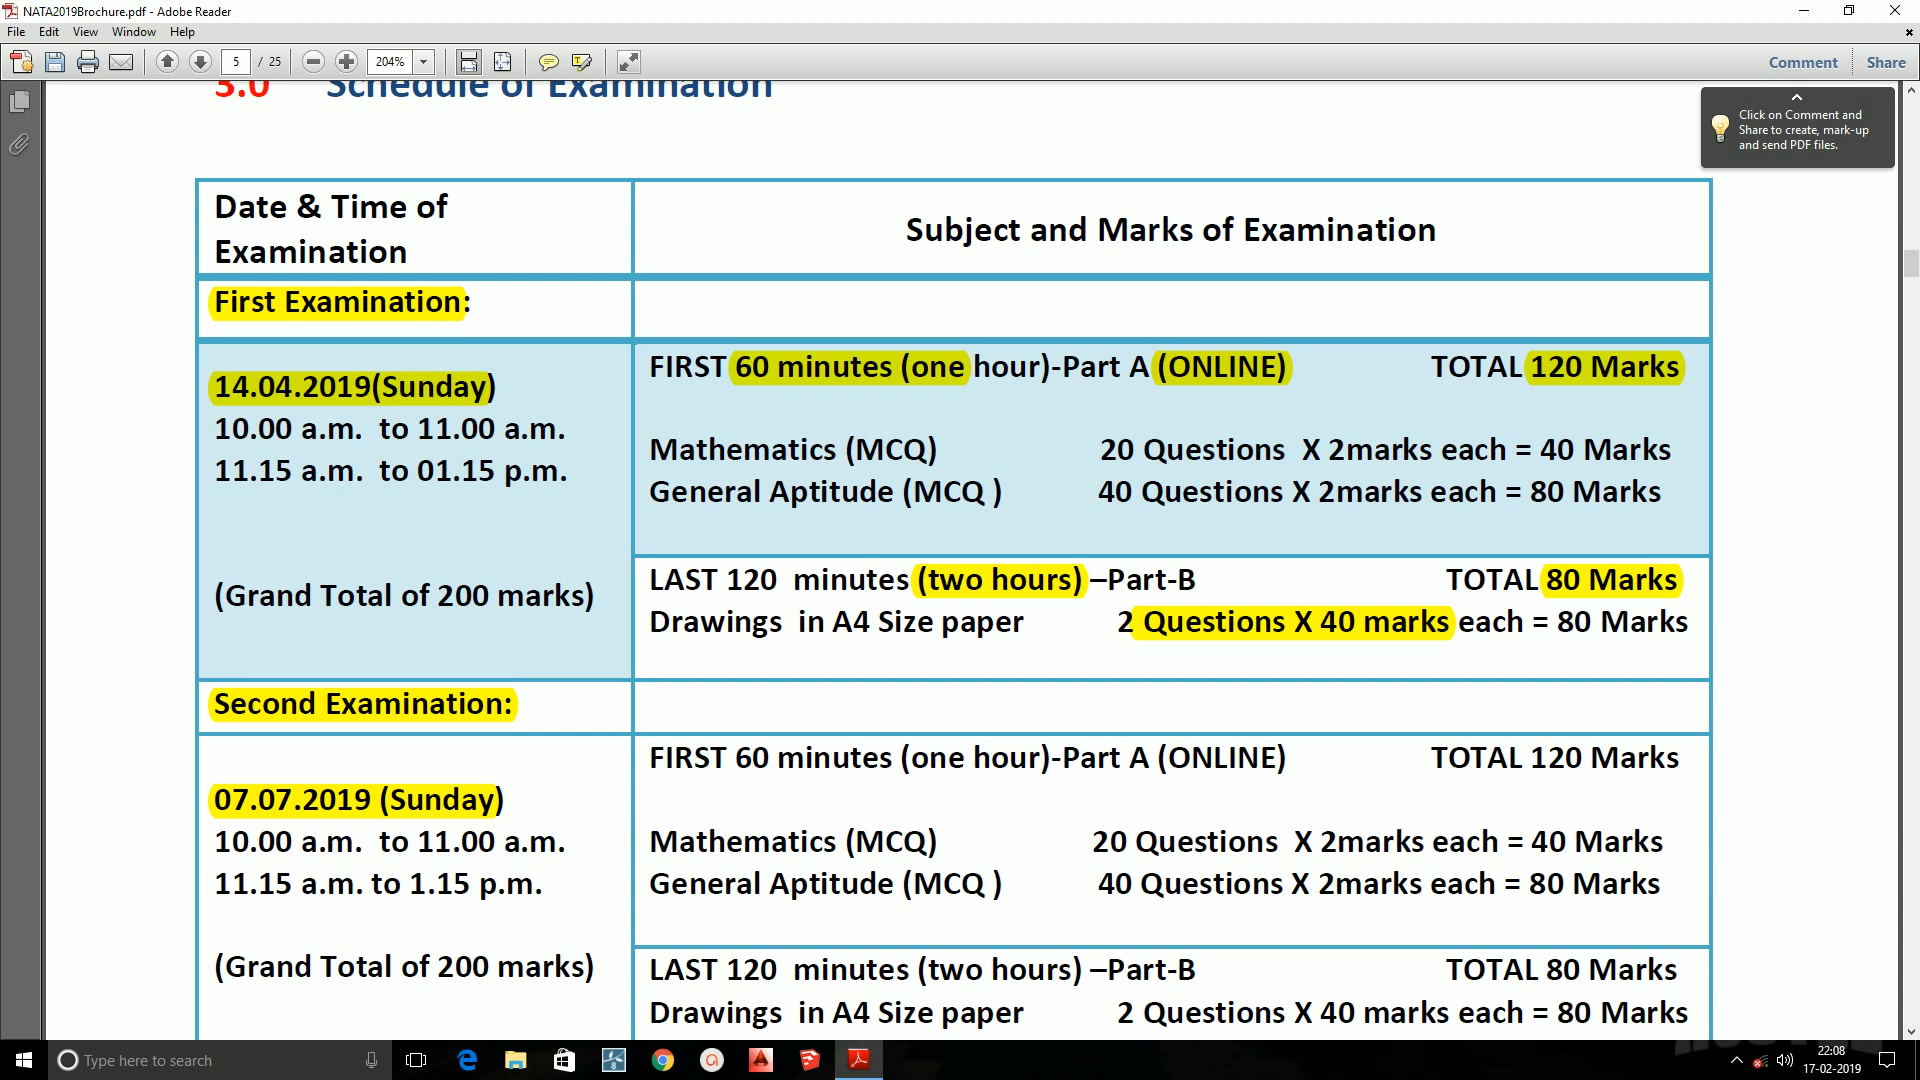 NATA2019Brochure.pdf - Adobe Reader
File Edit View Window Help
5 / 25 204% Comment Share
3.0 Schedule of Examination
Click on Comment and
Share to create, mark-up
and send PDF files.
Date & Time of
Examination
Subject and Marks of Examination
First Examination:
14.04.2019(Sunday)
10.00 a.m. to 11.00 a.m.
11.15 a.m. to 01.15 p.m.
(Grand Total of 200 marks)
FIRST 60 minutes (one hour)-Part A (ONLINE) TOTAL 120 Marks
Mathematics (MCQ) 20 Questions X 2marks each = 40 Marks
General Aptitude (MCQ ) 40 Questions X 2marks each = 80 Marks
LAST 120 minutes (two hours) –Part-B TOTAL 80 Marks
Drawings in A4 Size paper 2 Questions X 40 marks each = 80 Marks
Second Examination:
07.07.2019 (Sunday)
10.00 a.m. to 11.00 a.m.
11.15 a.m. to 1.15 p.m.
(Grand Total of 200 marks)
FIRST 60 minutes (one hour)-Part A (ONLINE) TOTAL 120 Marks
Mathematics (MCQ) 20 Questions X 2marks each = 40 Marks
General Aptitude (MCQ ) 40 Questions X 2marks each = 80 Marks
LAST 120 minutes (two hours) –Part-B TOTAL 80 Marks
Drawings in A4 Size paper 2 Questions X 40 marks each = 80 Marks
Type here to search
22:08
17-02-2019